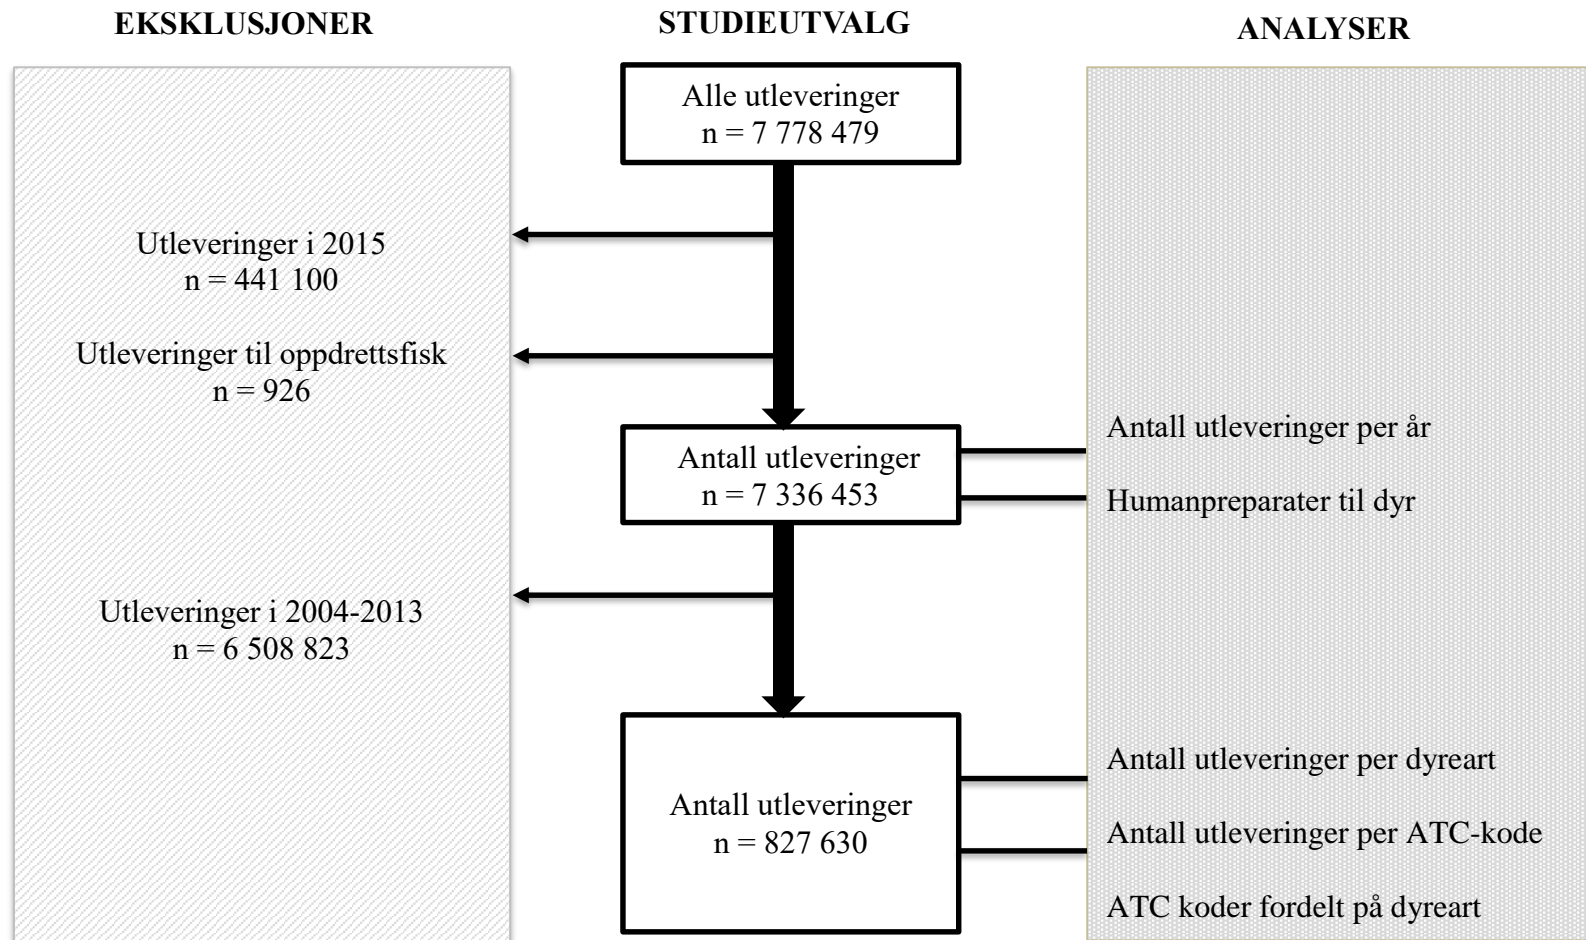 EKSKLUSJONER
STUDIEUTVALG
ANALYSER
Alle utleveringer
n = 7 778 479
Utleveringer i 2015
n = 441 100
Utleveringer til oppdrettsfisk
n = 926
Antall utleveringer
n = 7 336 453
Antall utleveringer per år
Humanpreparater til dyr
Utleveringer i 2004-2013
n = 6 508 823
Antall utleveringer
n = 827 630
Antall utleveringer per dyreart
Antall utleveringer per ATC-kode
ATC koder fordelt på dyreart